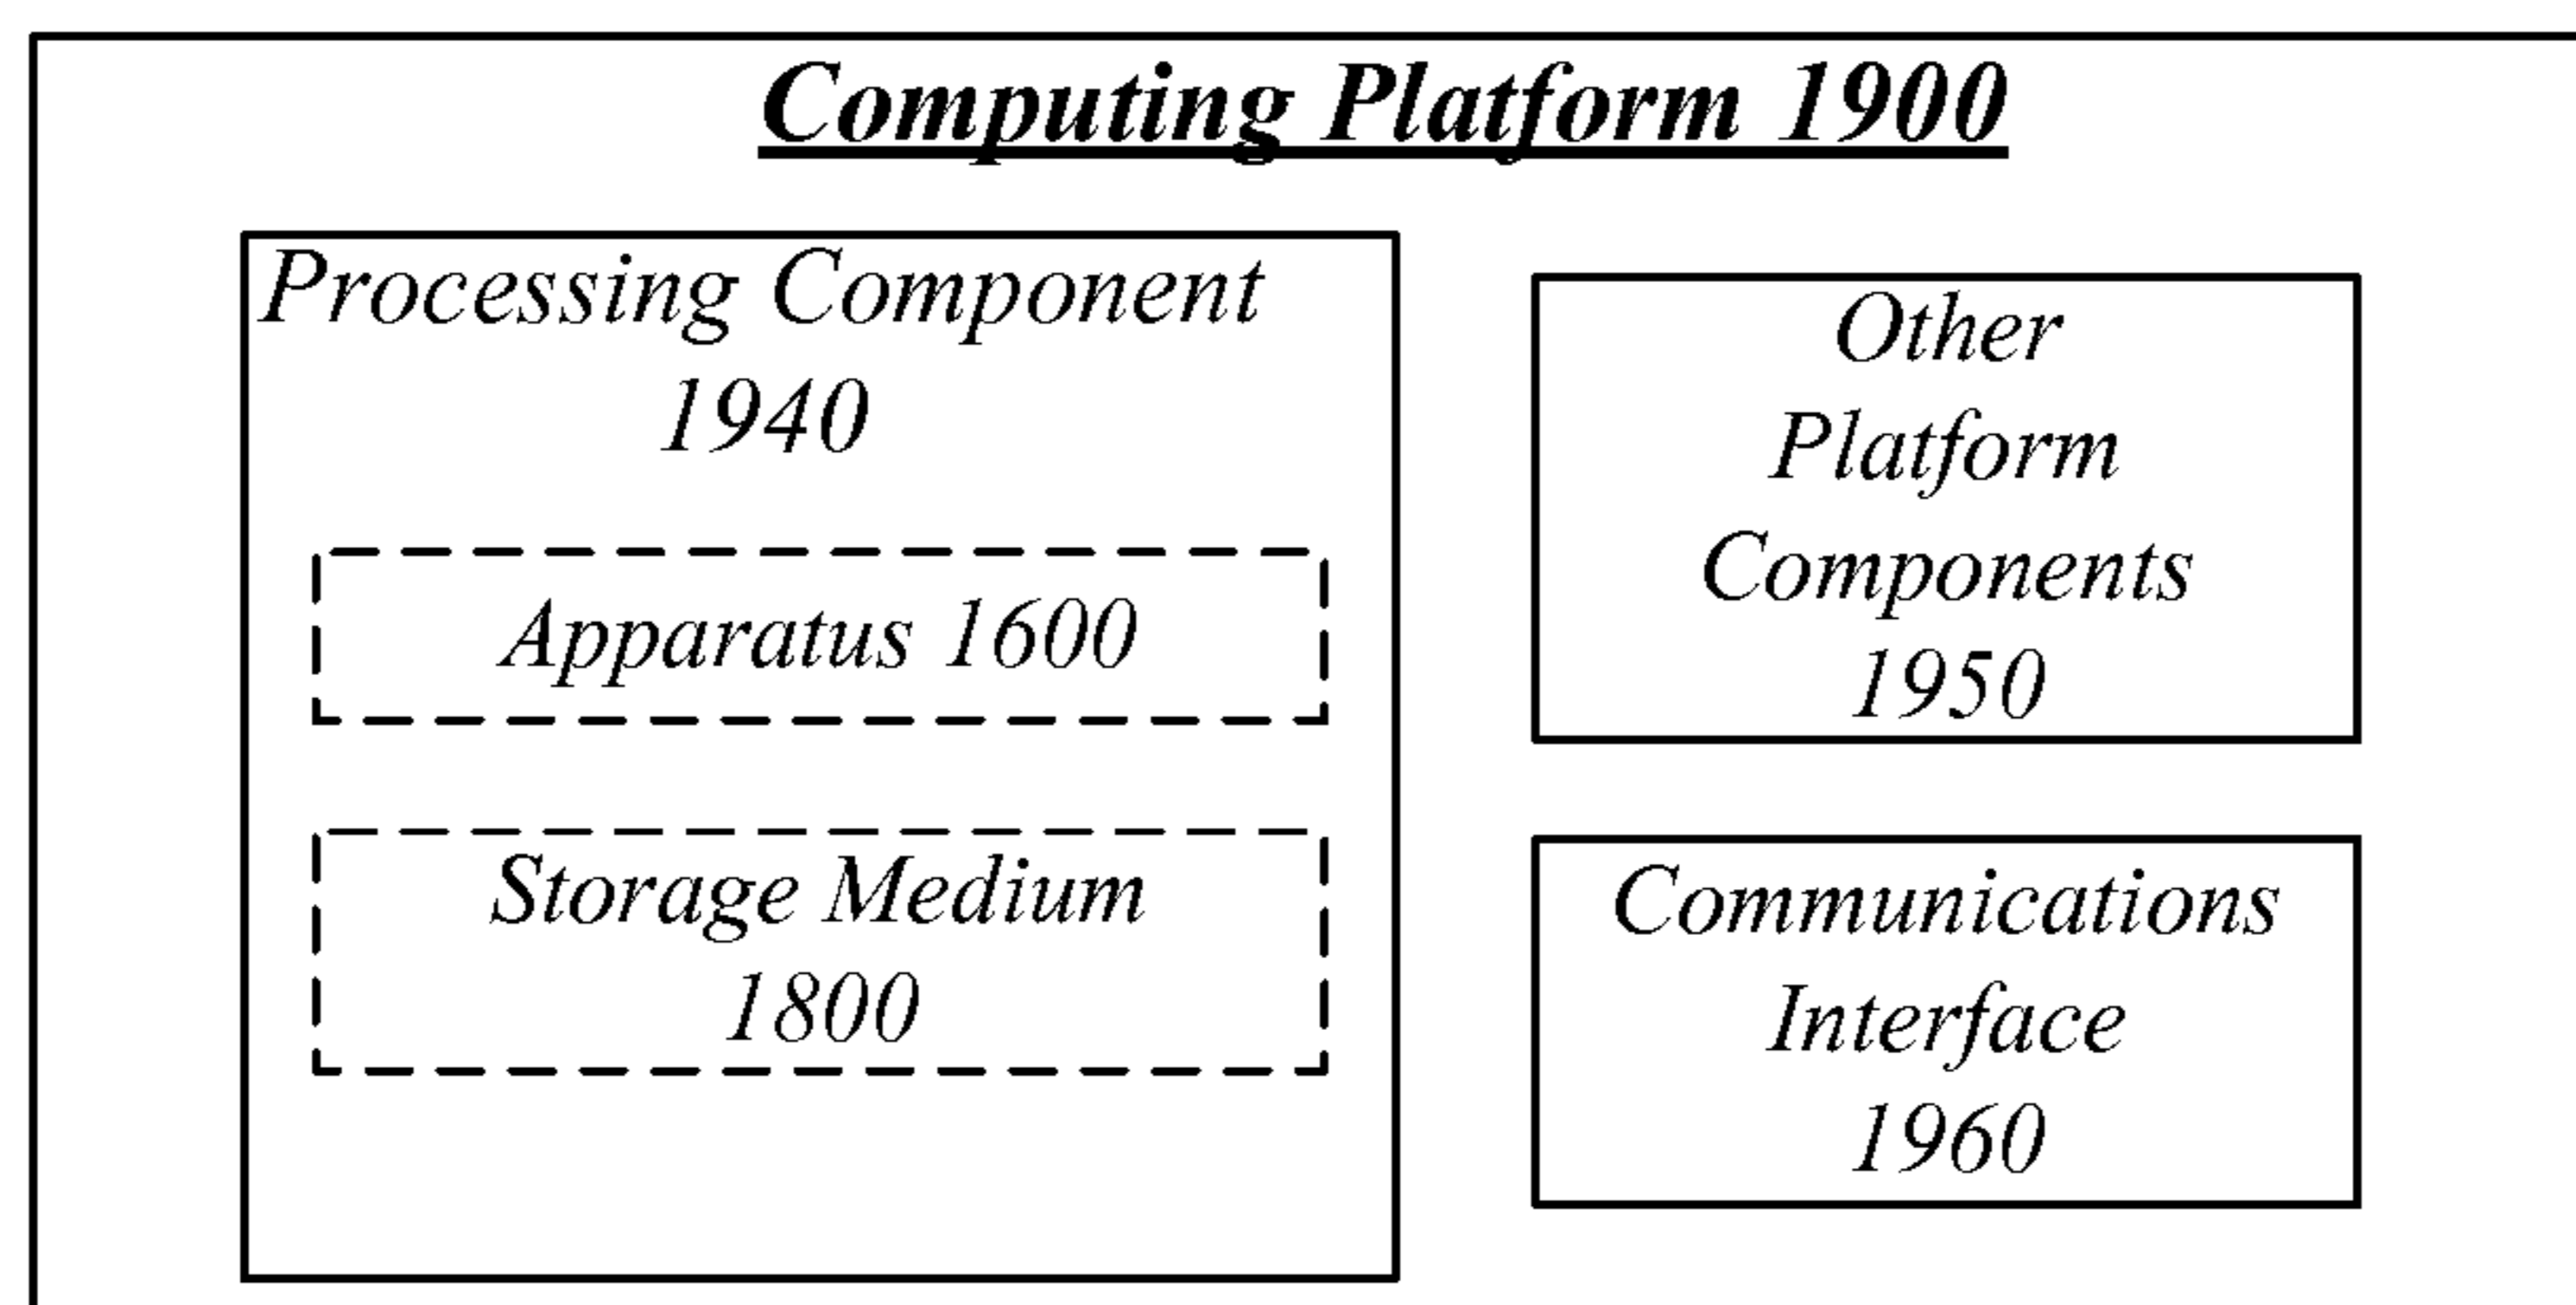 Computing Platform 1900
Processing Component
1940
Apparatus 1600
Storage Medium
1800
Other
Platform
Components
1950
Communications
Interface
1960